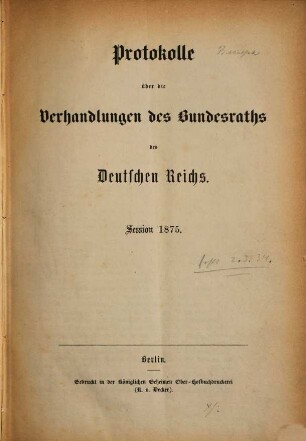 Protokolle
über die
Verhandlungen des Bundesraths
des
Deutschen Reichs.
Session 1875.
Berlin.
Gedruckt in der Königlichen Geheimen Ober-Hofbuchdruckerei
(R. v. Decker).